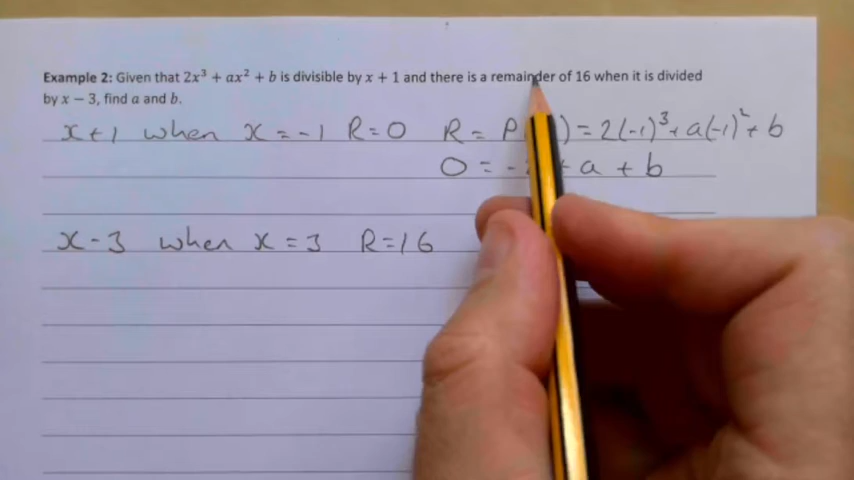 Example 2: Given that 2x³ + ax² + b is divisible by x + 1 and there is a remainder of 16 when it is divided
by x − 3, find a and b.
x+1 when x = -1 R=0 R = P ) = 2(-1)³+ a(-1)²+ b
0 = - + a + b
x-3 when x = 3 R=16